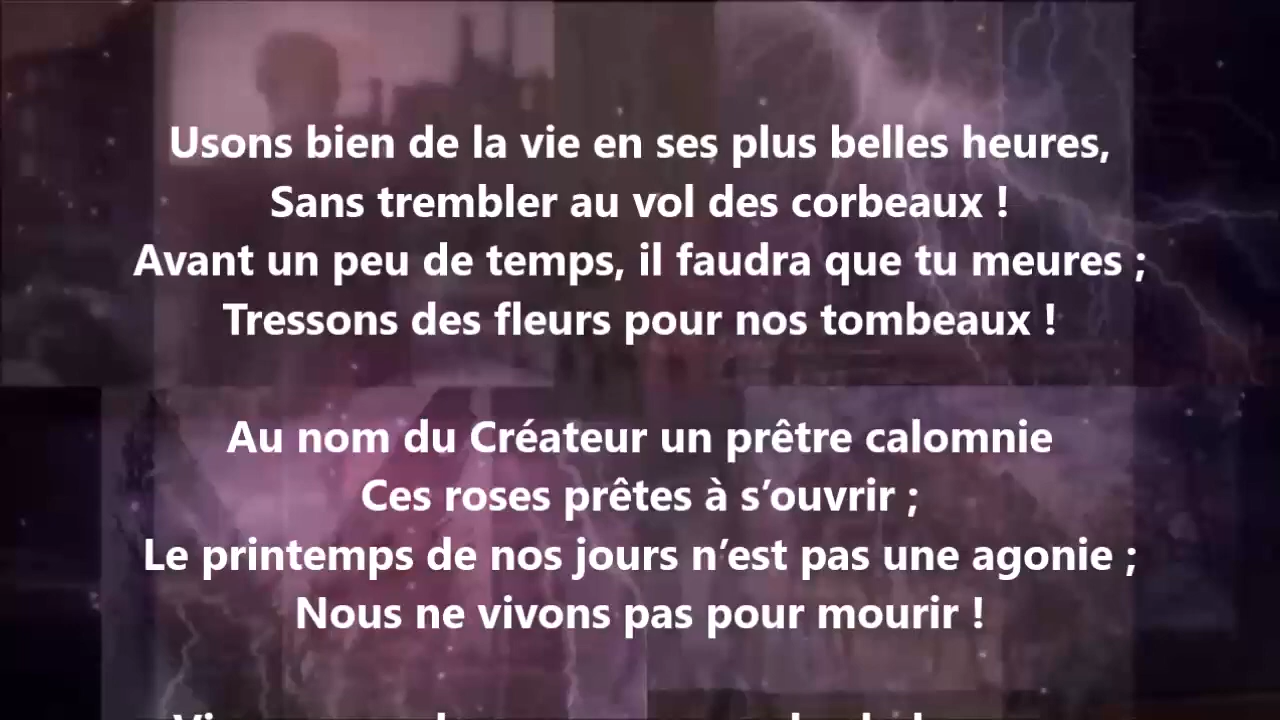 Usons bien de la vie en ses plus belles heures,
Sans trembler au vol des corbeaux !
Avant un peu de temps, il faudra que tu meures ;
Tressons des fleurs pour nos tombeaux !
Au nom du Créateur un prêtre calomnie
Ces roses prêtes à s’ouvrir ;
Le printemps de nos jours n’est pas une agonie ;
Nous ne vivons pas pour mourir !